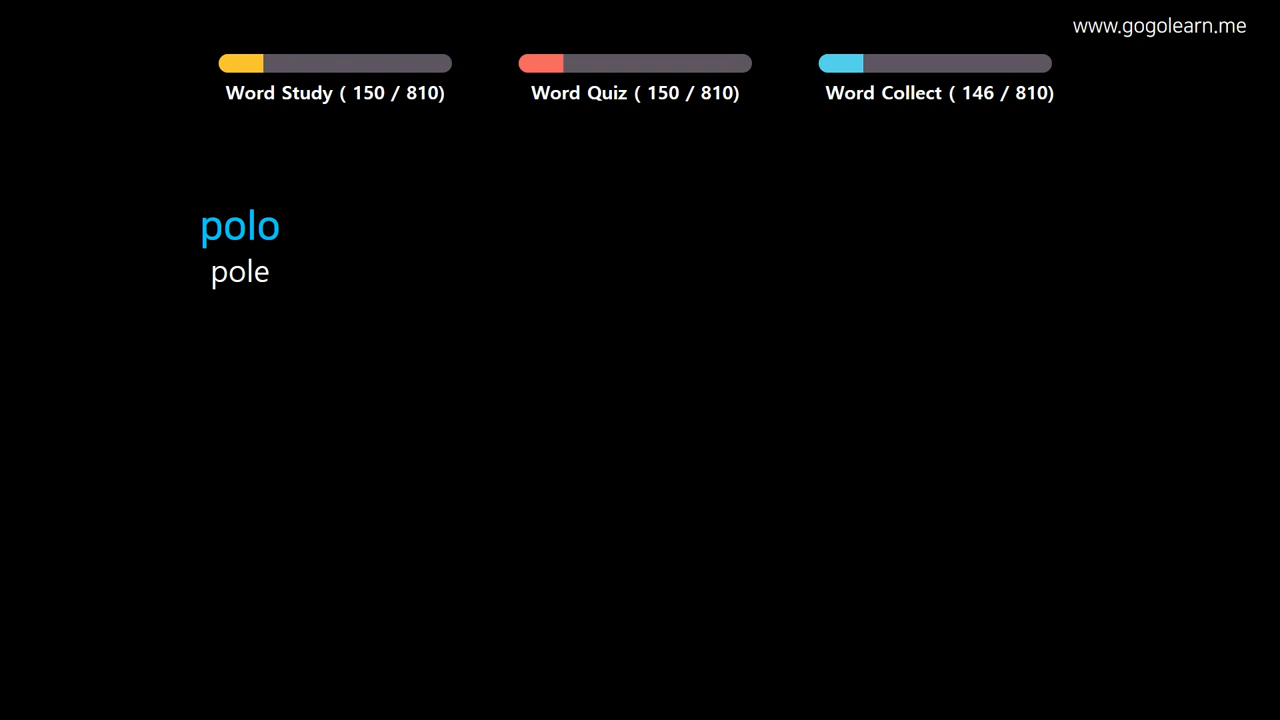 www.gogolearn.me
Word Study ( 150 / 810)
Word Quiz ( 150 / 810)
Word Collect ( 146 / 810)
polo
pole